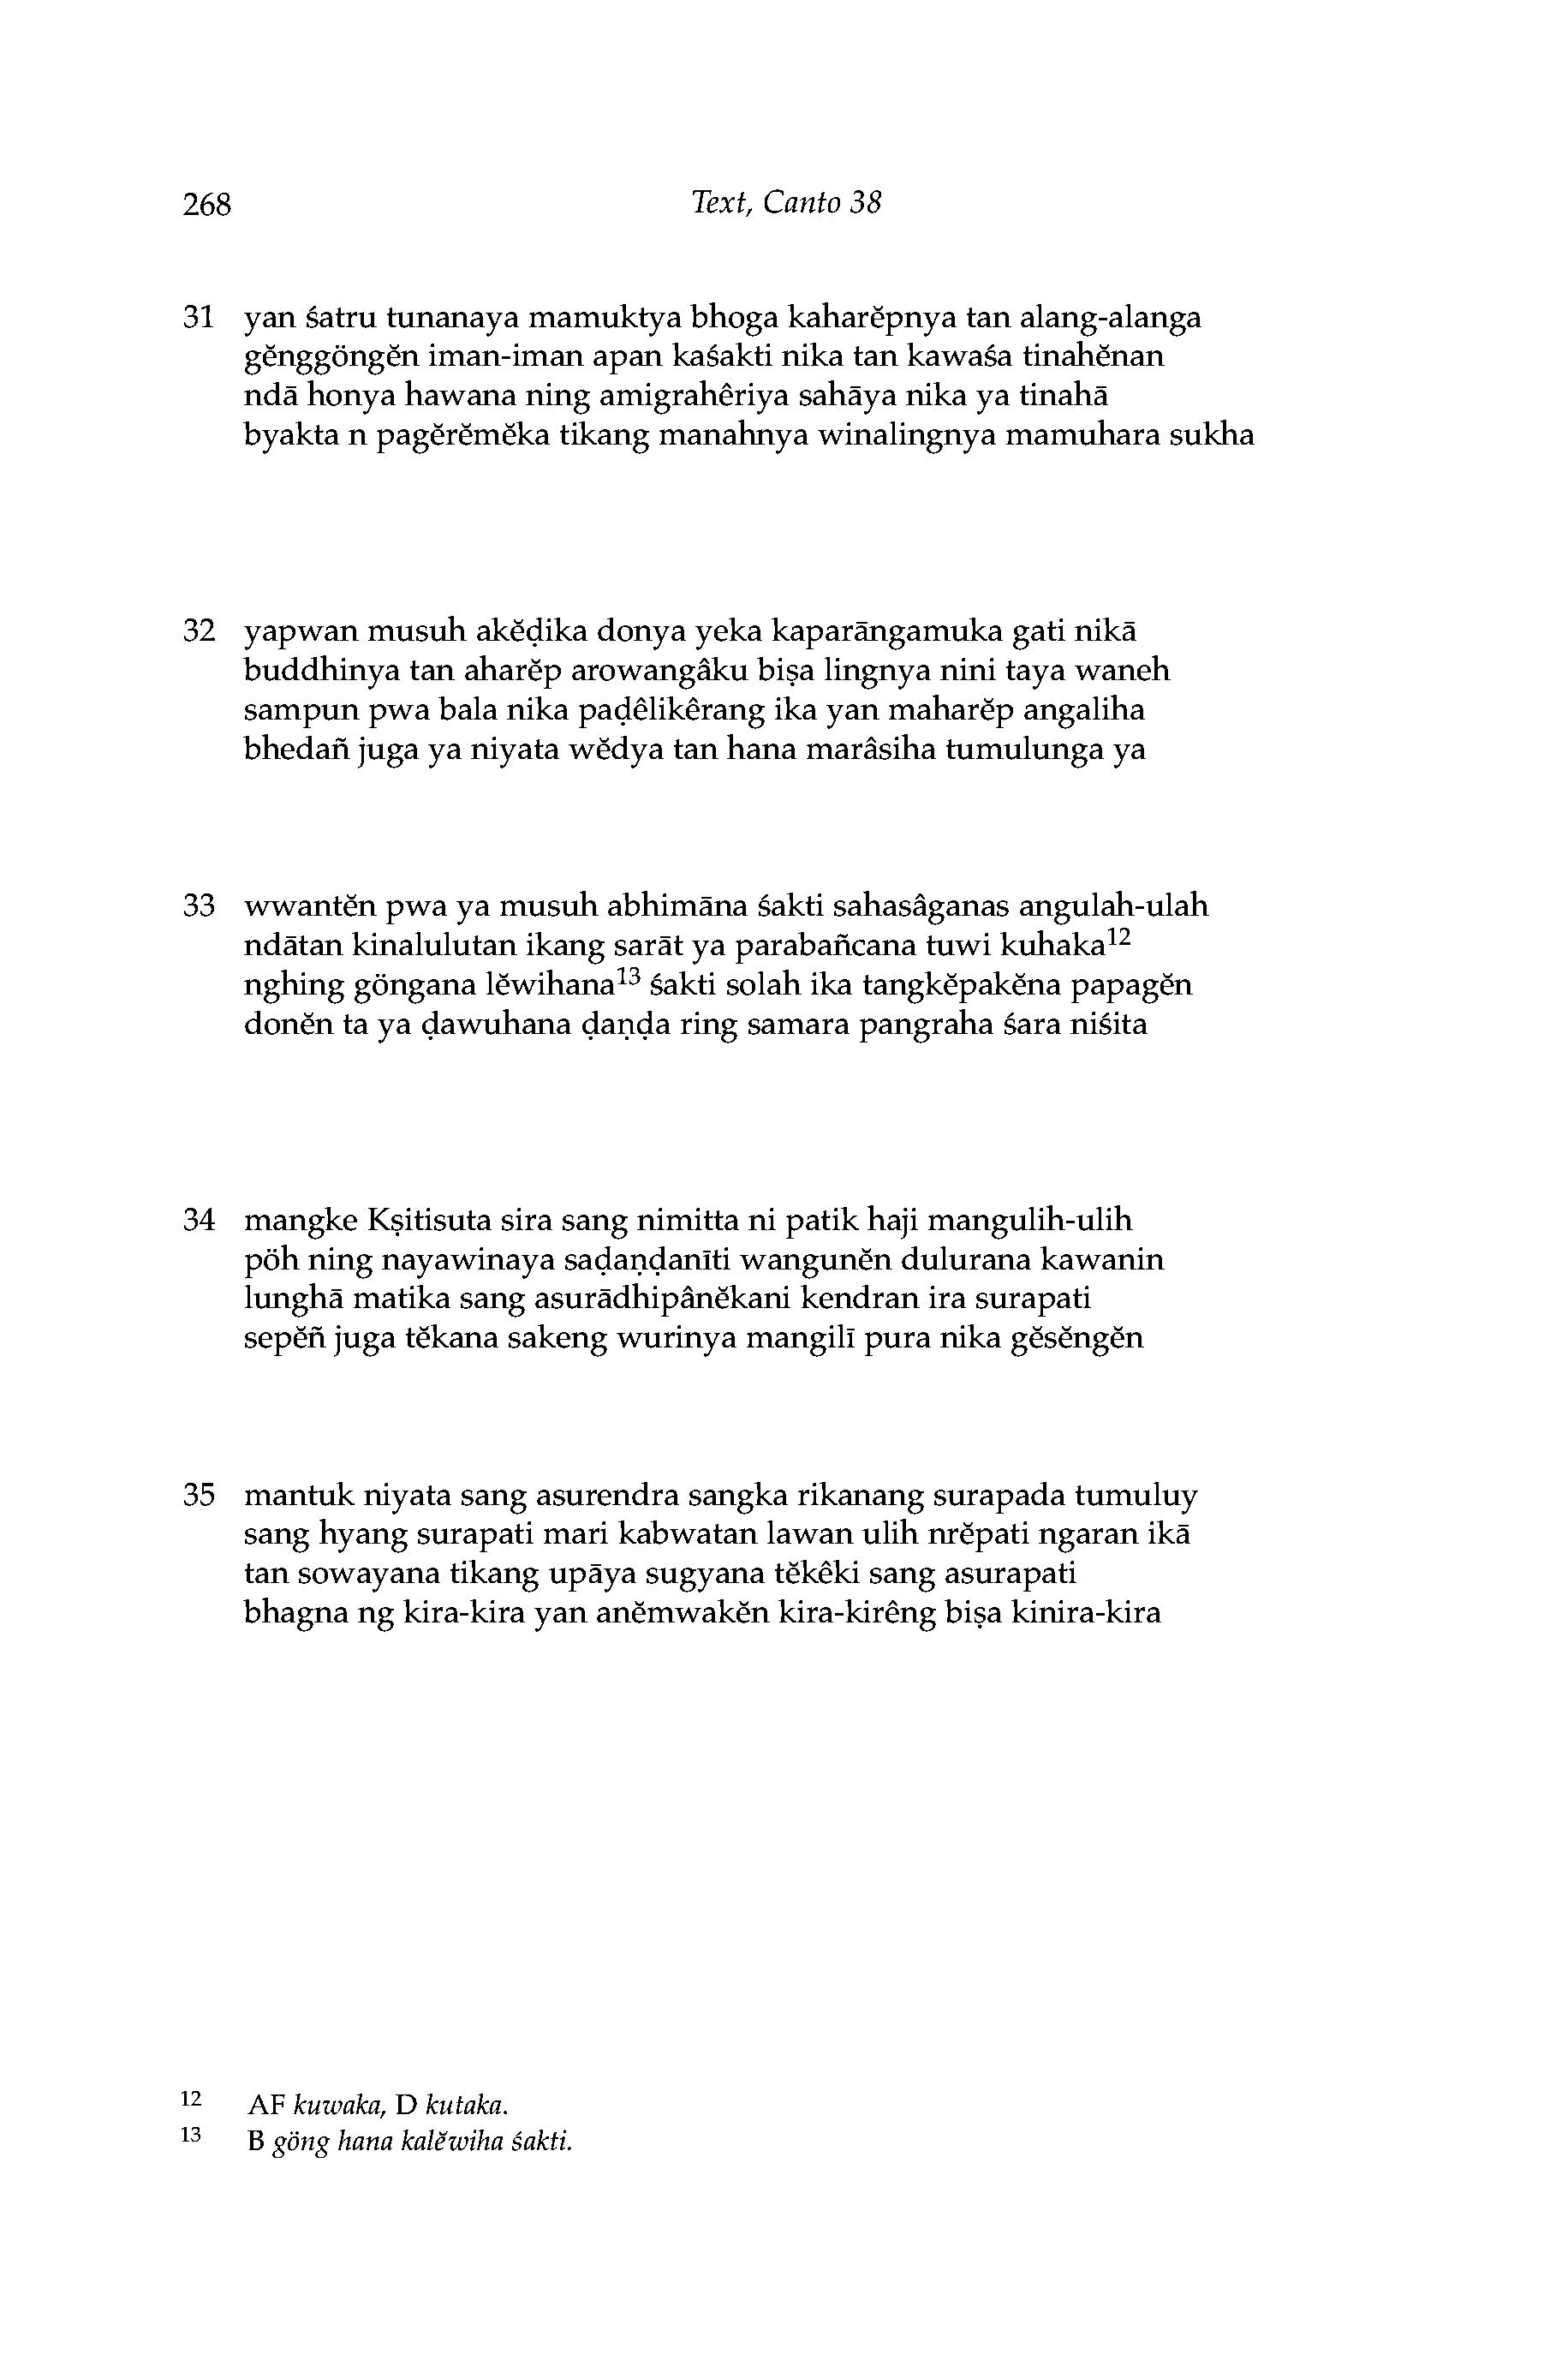 268 Text, Canto 38
31 yan śatru tunanaya mamuktya bhoga kaharĕpnya tan alang-alanga
gĕnggöngĕn iman-iman apan kaśakti nika tan kawaśa tinahĕnan
ndā honya hawana ning amigrahêriya sahāya nika ya tinahā
byakta n pagĕrĕmĕka tikang manahnya winalingnya mamuhara sukha
32 yapwan musuh akĕḍika donya yeka kaparāngamuka gati nikā
buddhinya tan aharĕp arowangâku biṣa lingnya nini taya waneh
sampun pwa bala nika paḍêlikêrang ika yan maharĕp angaliha
bhedañ juga ya niyata wĕdya tan hana marâsiha tumulunga ya
33 wwantĕn pwa ya musuh abhimāna śakti sahasâganas angulah-ulah
ndātan kinalulutan ikang sarāt ya parabañcana tuwi kuhaka12
nghing göngana lĕwihana13 śakti solah ika tangkĕpakĕna papagĕn
donĕn ta ya ḍawuhana ḍaṇḍa ring samara pangraha śara niśita
34 mangke Kṣitisuta sira sang nimitta ni patik haji mangulih-ulih
pöh ning nayawinaya saḍaṇḍanīti wangunĕn dulurana kawanin
lunghā matika sang asurādhipânĕkani kendran ira surapati
sepĕñ juga tĕkana sakeng wurinya mangilī pura nika gĕsĕngĕn
35 mantuk niyata sang asurendra sangka rikanang surapada tumuluy
sang hyang surapati mari kabwatan lawan ulih nrĕpati ngaran ikā
tan sowayana tikang upāya sugyana tĕkêki sang asurapati
bhagna ng kira-kira yan anĕmwakĕn kira-kirêng biṣa kinira-kira
12 AF kuwaka, D kutaka.
13 B göng hana kalĕwiha śakti.